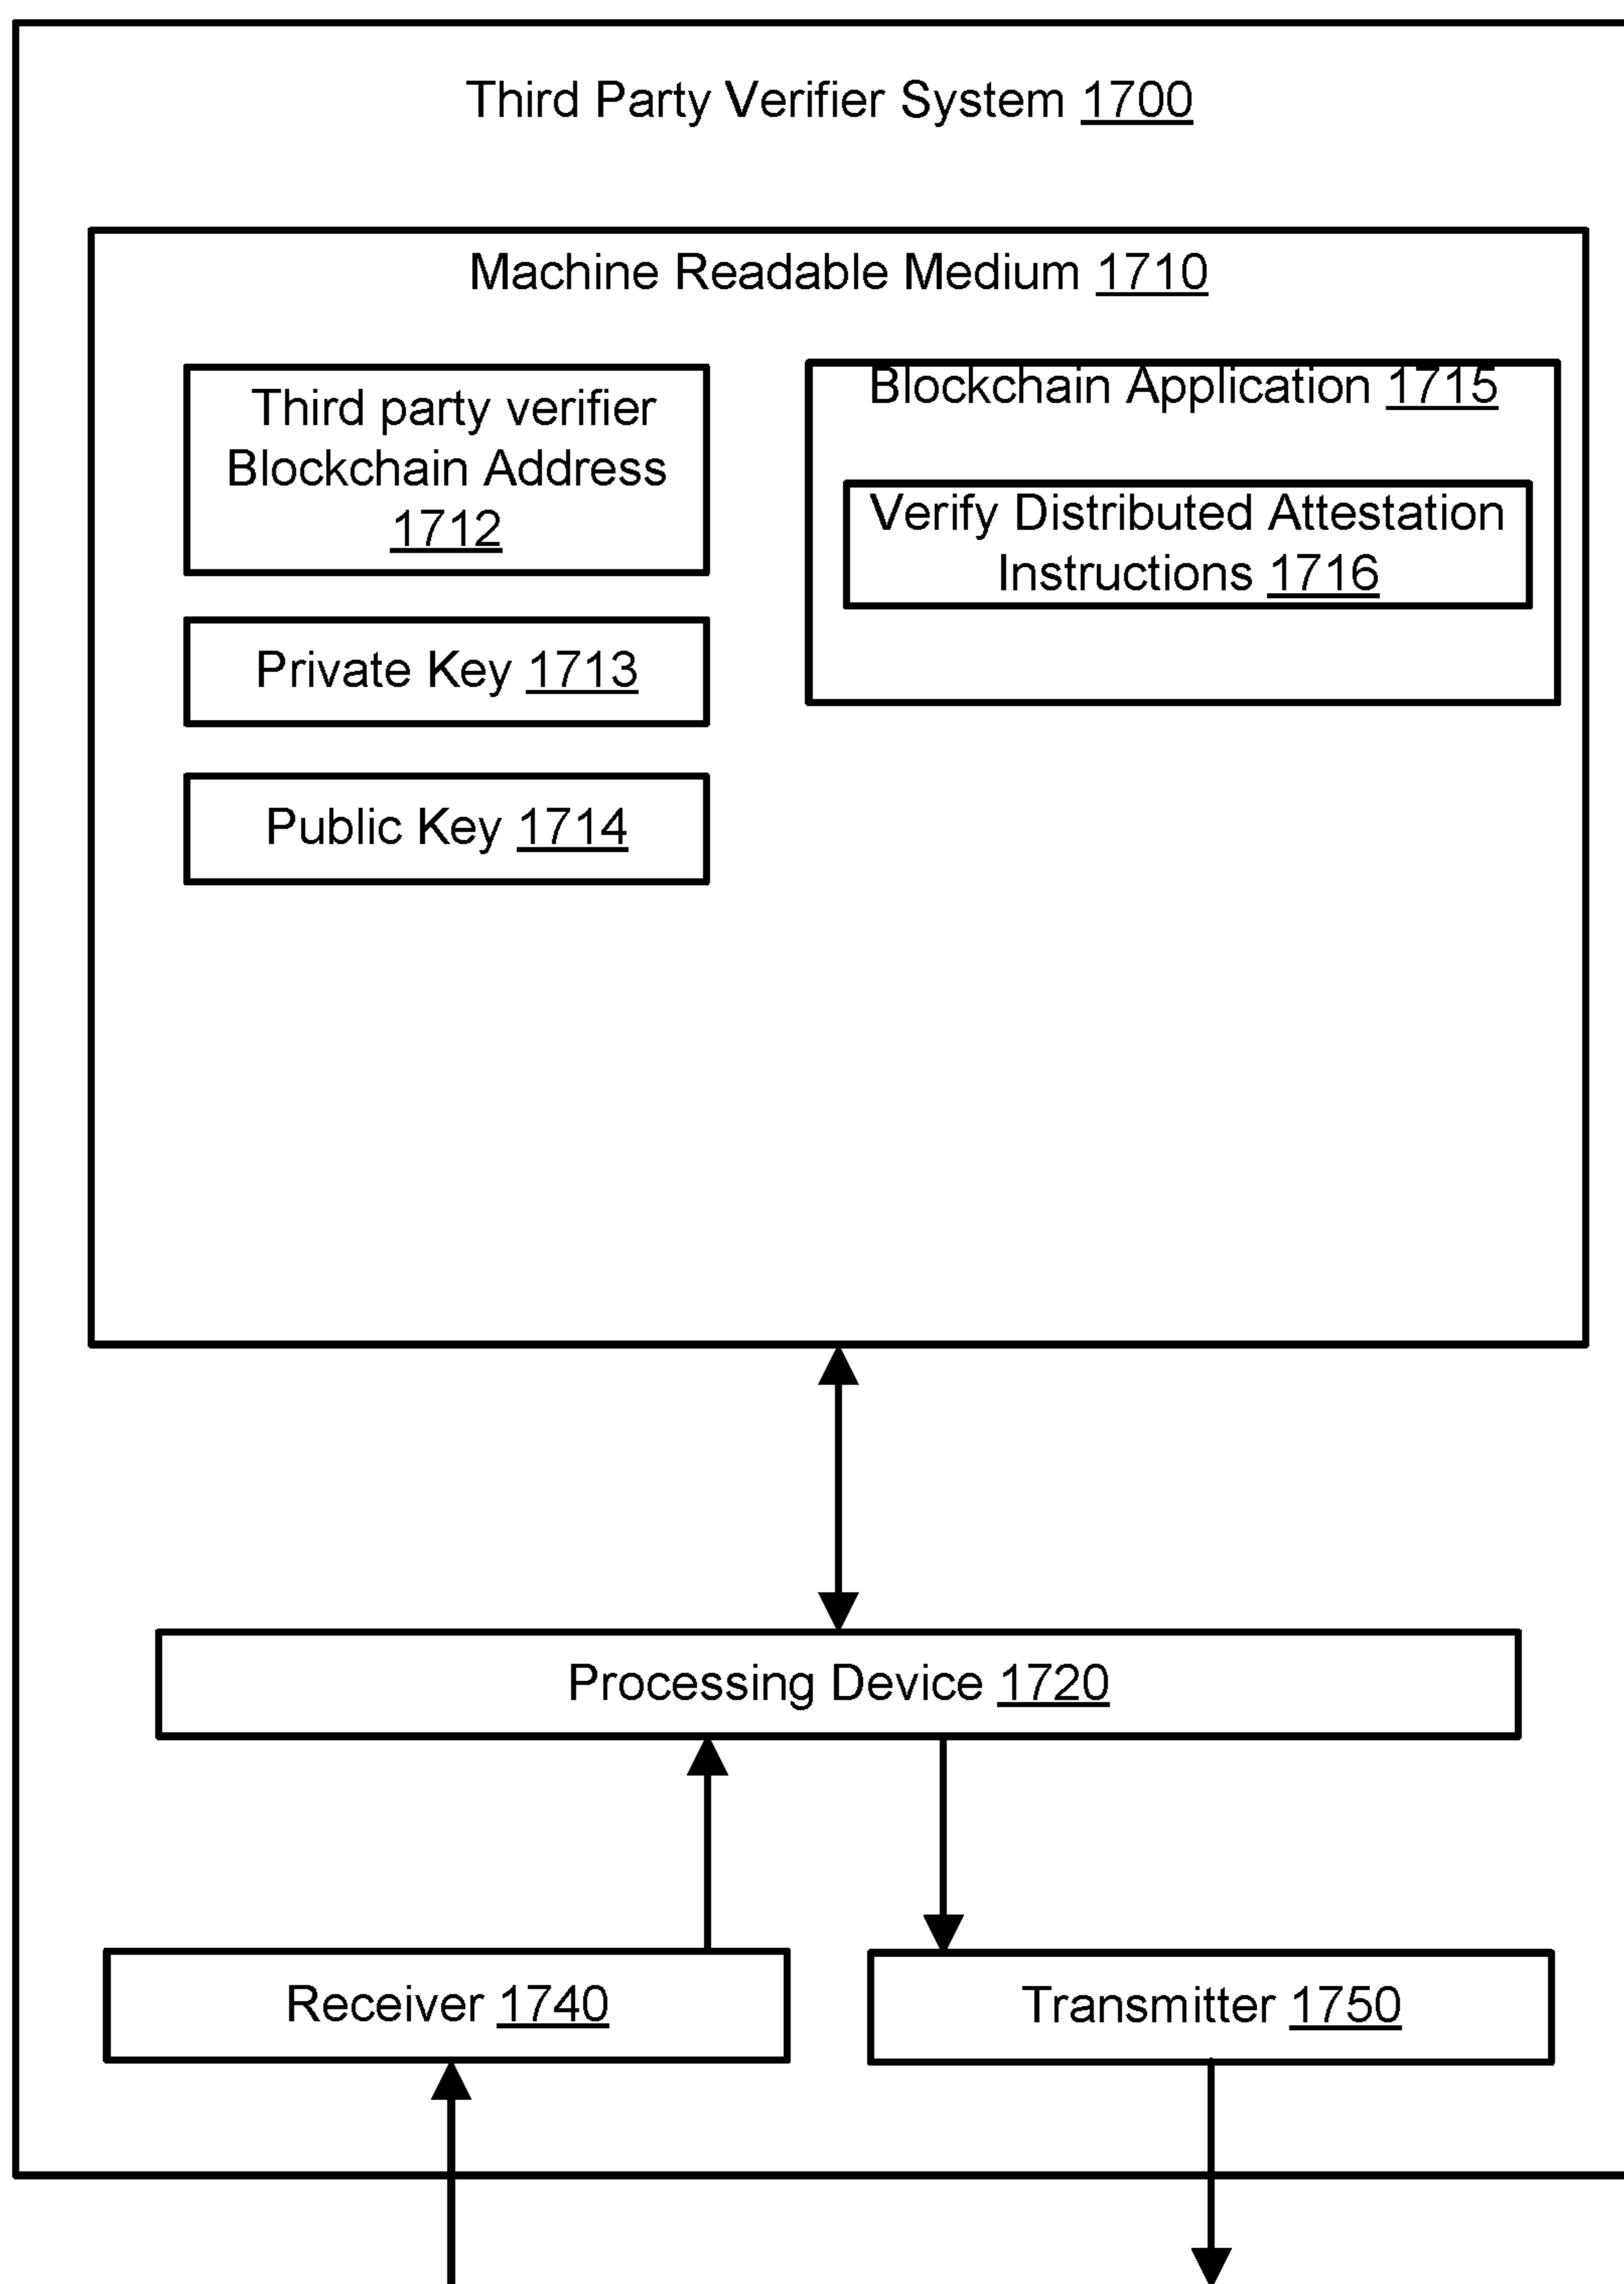 Third Party Verifier System 1700
Machine Readable Medium 1710
Third party verifier
Blockchain Address
1712
Private Key 1713
Public Key 1714
Blockchain Application 1715
Verify Distributed Attestation
Instructions 1716
Processing Device 1720
Receiver 1740
Transmitter 1750